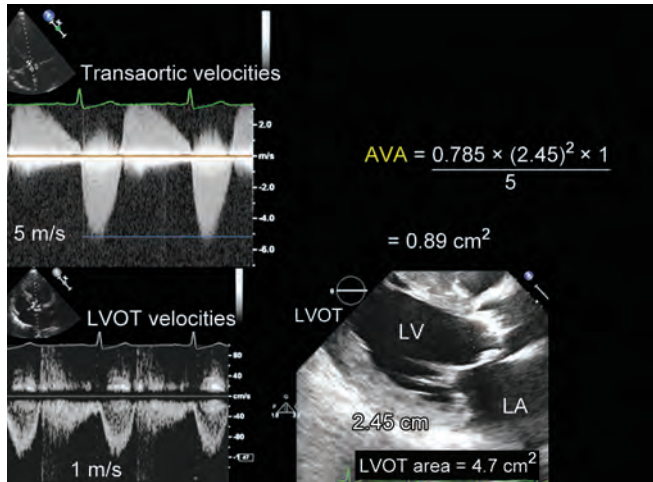 Transaortic velocities
2.0
m/s
-2.0
-4.0
5 m/s
-6.0
AVA = 0.785 × (2.45)² × 1
5
= 0.89 cm²
LVOT velocities
80
40
cm/s
-40
-80
1 m/s
LVOT
LV
LA
2.45 cm
LVOT area = 4.7 cm²